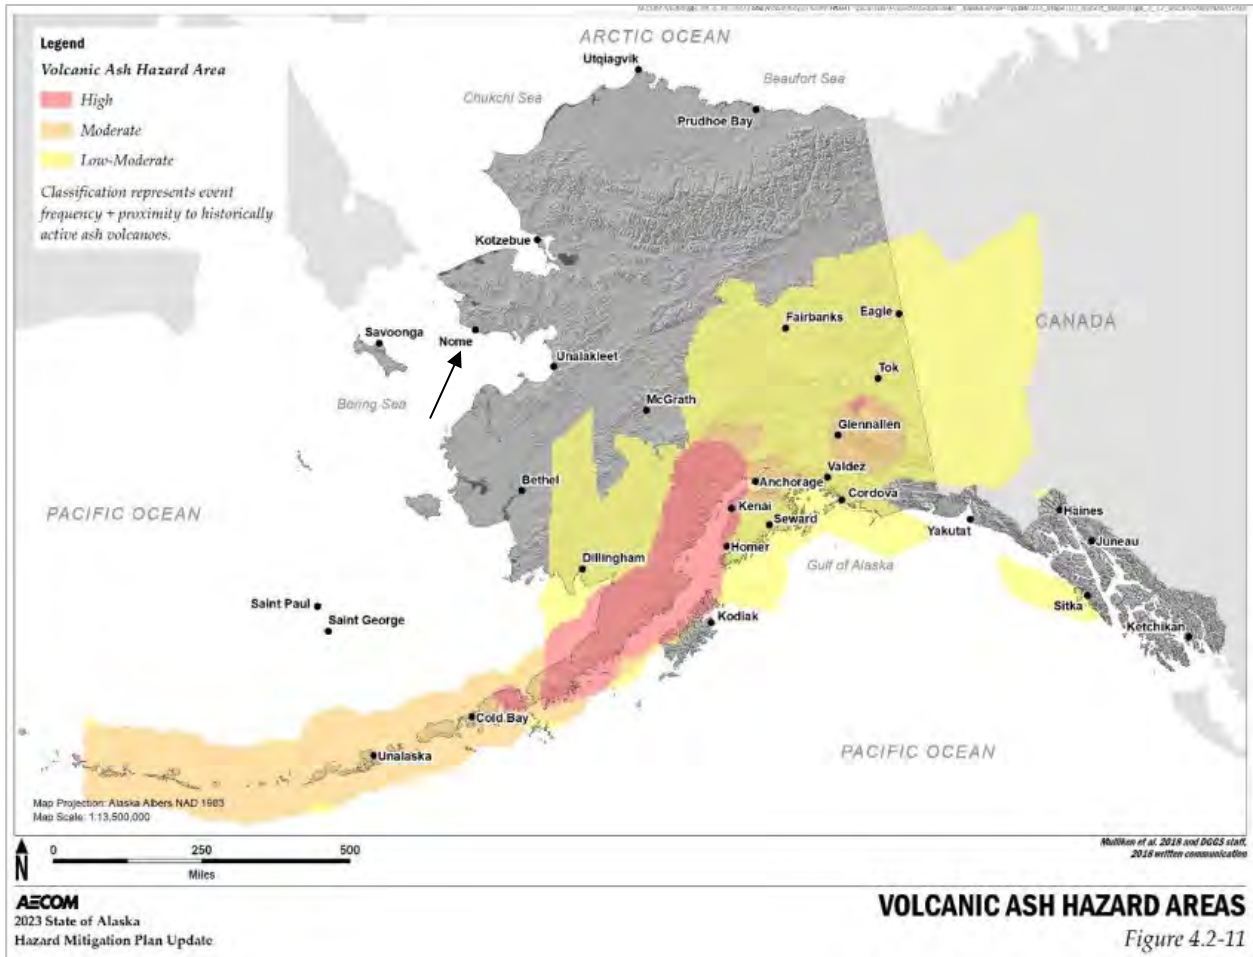 Legend
Volcanic Ash Hazard Area
High
Moderate
Low-Moderate
Classification represents event
frequency + proximity to historically
active ash volcanoes.
ARCTIC OCEAN
Utqiagvik
Beaufort Sea
Chukchi Sea
Prudhoe Bay
Kotzebue
Savoonga
Nome
Unalakleet
Fairbanks
Eagle
CANADA
Tok
Bering Sea
McGrath
Glennallen
Valdez
Bethel
Anchorage
Cordova
PACIFIC OCEAN
Kenai
Seward
Yakutat
Haines
Juneau
Homer
Dillingham
Gulf of Alaska
Saint Paul
Saint George
Kodiak
Sitka
Ketchikan
Cold Bay
Unalaska
PACIFIC OCEAN
Map Projection: Alaska Albers NAD 1983
Map Scale: 1:13,500,000
N
0 250 500
Miles
Mulliken et al. 2018 and DGGS staff,
2018 written communication
AECOM
2023 State of Alaska
Hazard Mitigation Plan Update
VOLCANIC ASH HAZARD AREAS
Figure 4.2-11